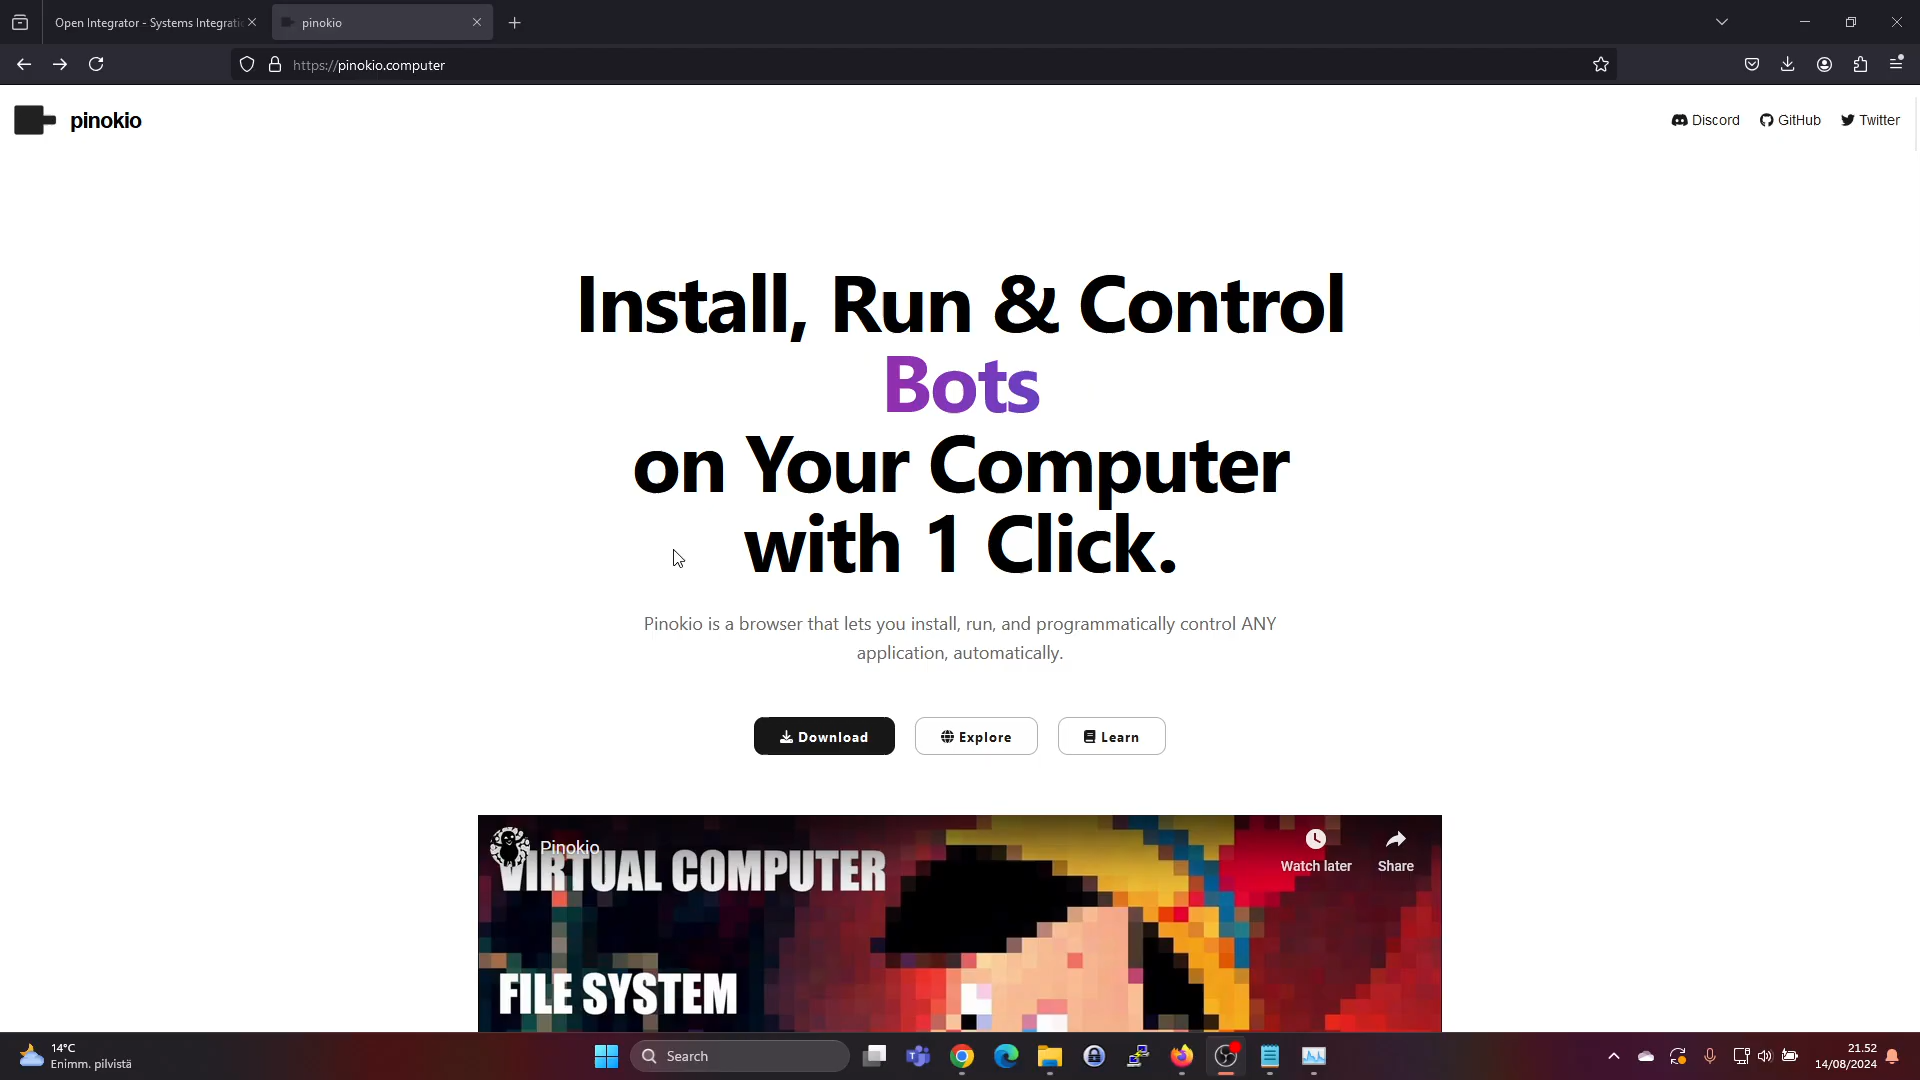 Open Integrator - Systems Integrati
pinokio
https://pinokio.computer
pinokio
Discord
GitHub
Twitter
Install, Run & Control
Bots
on Your Computer
with 1 Click.
Pinokio is a browser that lets you install, run, and programmatically control ANY
application, automatically.
Download
Explore
Learn
Pinokio
Watch later
Share
VIRTUAL COMPUTER
FILE SYSTEM
14°C
Enimm. pilvistä
Search
21.52
14/08/2024